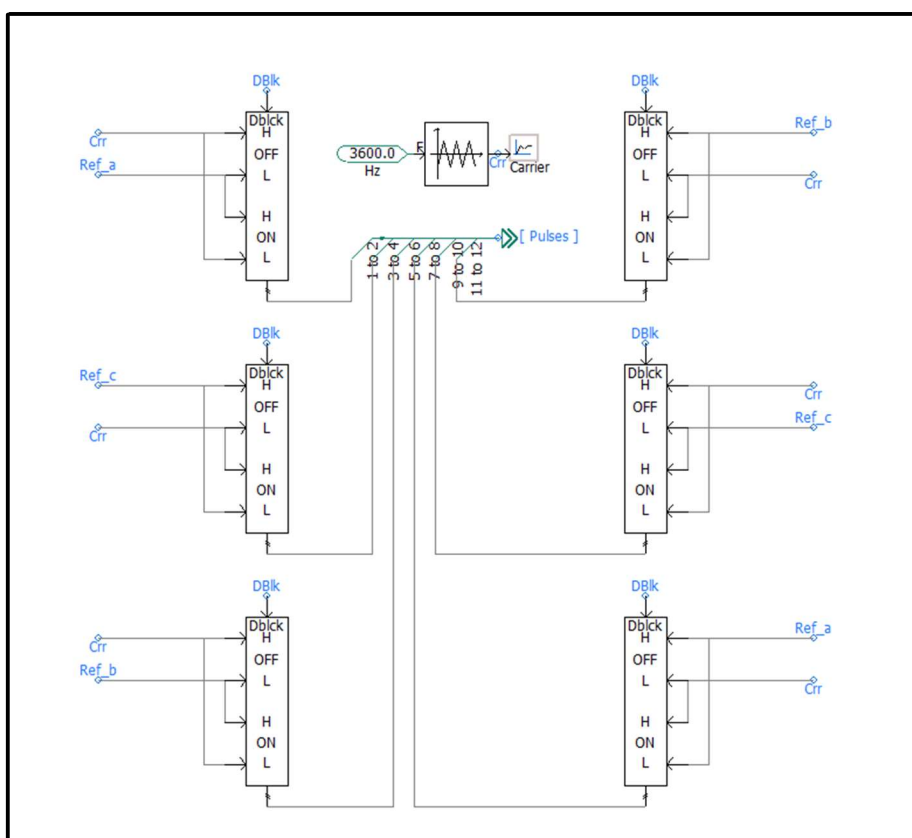 DBlk
Dblck
Crr
H
OFF
Ref_a
L
H
ON
L
3600.0
Hz
F
Crr
Carrier
[ Pulses ]
1 to 2
3 to 4
5 to 6
7 to 8
9 to 10
11 to 12
DBlk
Dblck
H
Ref_b
OFF
L
Crr
H
ON
L
DBlk
Dblck
Ref_c
H
OFF
Crr
L
H
ON
L
DBlk
Dblck
H
Crr
OFF
Ref_c
L
H
ON
L
DBlk
Dblck
Crr
H
OFF
Ref_b
L
H
ON
L
DBlk
Dblck
H
Ref_a
OFF
L
Crr
H
ON
L